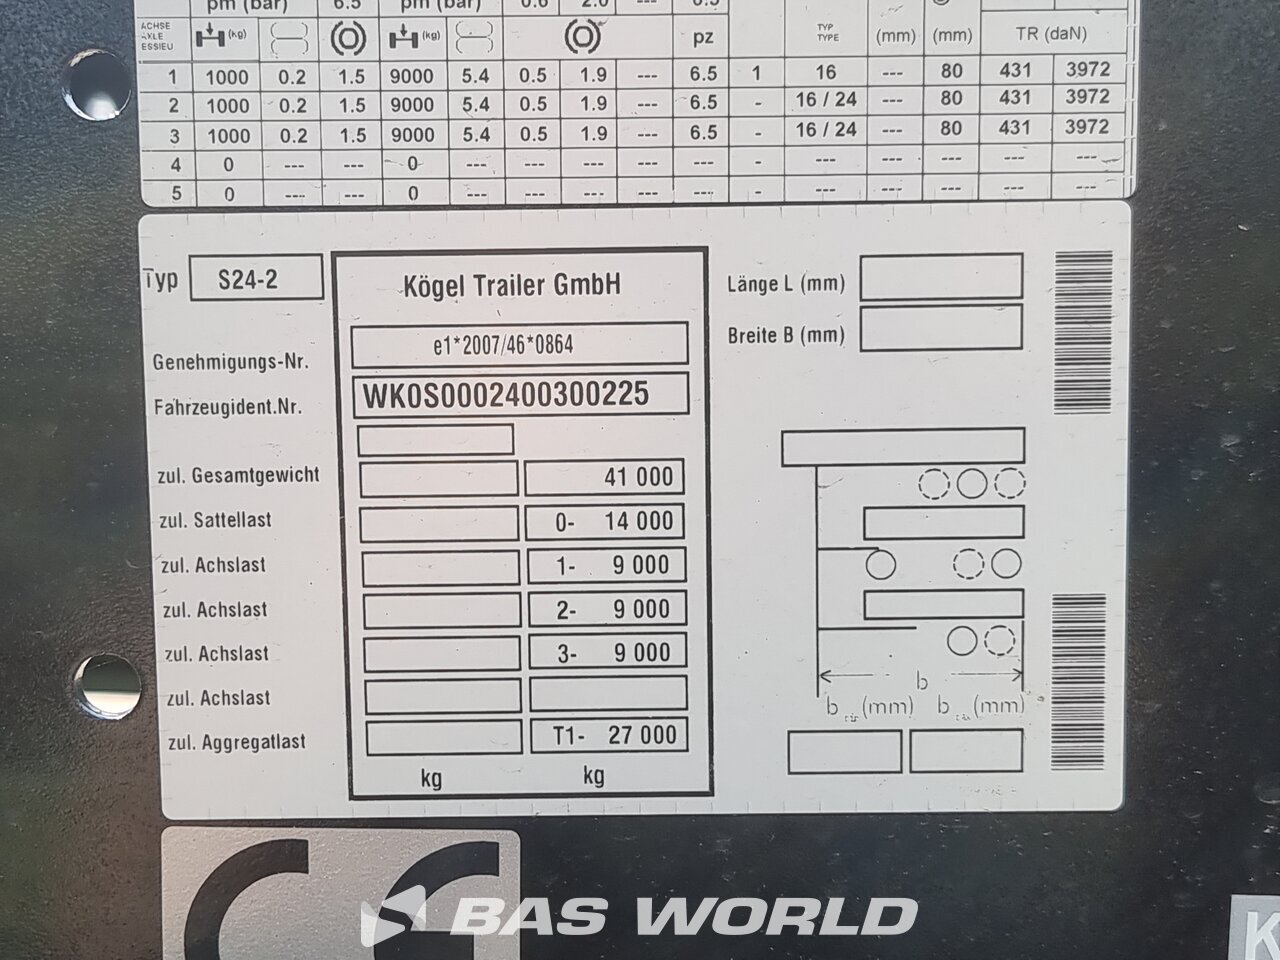 pm (bar) 6.5 pm (bar) 0.6 2.0 --- 6.5
ACHSE
AXLE
ESSIEU
(kg) (kg) pz TYP
TYPE (mm) (mm) TR (daN)
1 1000 0.2 1.5 9000 5.4 0.5 1.9 --- 6.5 1 16 --- 80 431 3972
2 1000 0.2 1.5 9000 5.4 0.5 1.9 --- 6.5 - 16 / 24 --- 80 431 3972
3 1000 0.2 1.5 9000 5.4 0.5 1.9 --- 6.5 - 16 / 24 --- 80 431 3972
4 0 --- --- 0 --- --- --- --- --- - --- --- --- --- ---
5 0 --- --- 0 --- --- --- --- --- - --- --- --- --- ---
Typ S24-2
Kögel Trailer GmbH
Länge L (mm)
Breite B (mm)
Genehmigungs-Nr. e1*2007/46*0864
Fahrzeugident.Nr. WK0S0002400300225
zul. Gesamtgewicht 41 000
zul. Sattellast 0- 14 000
zul. Achslast 1- 9 000
zul. Achslast 2- 9 000
zul. Achslast 3- 9 000
zul. Achslast
zul. Aggregatlast T1- 27 000
kg kg
b
b (mm) b (mm)
CE
BAS WORLD
K